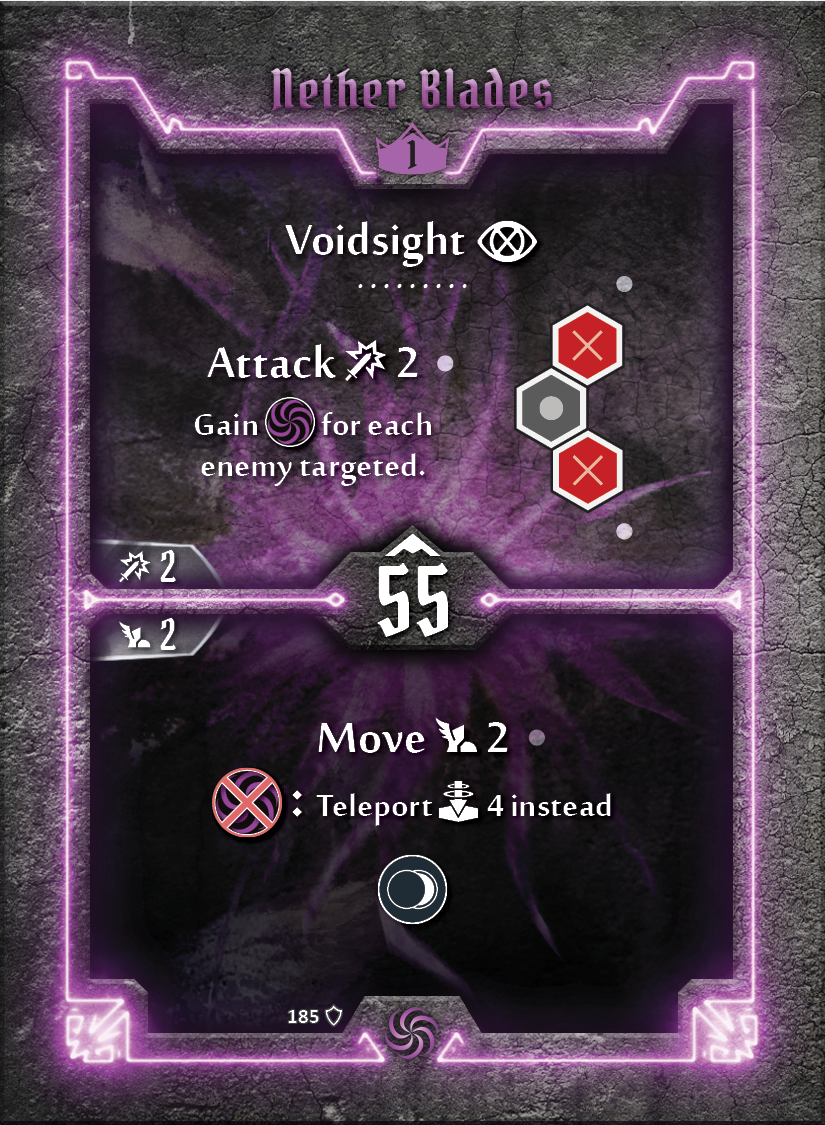 Nether Blades
1
Voidsight
Attack 2
Gain for each
enemy targeted.
2
55
2
Move 2
: Teleport 4 instead
185